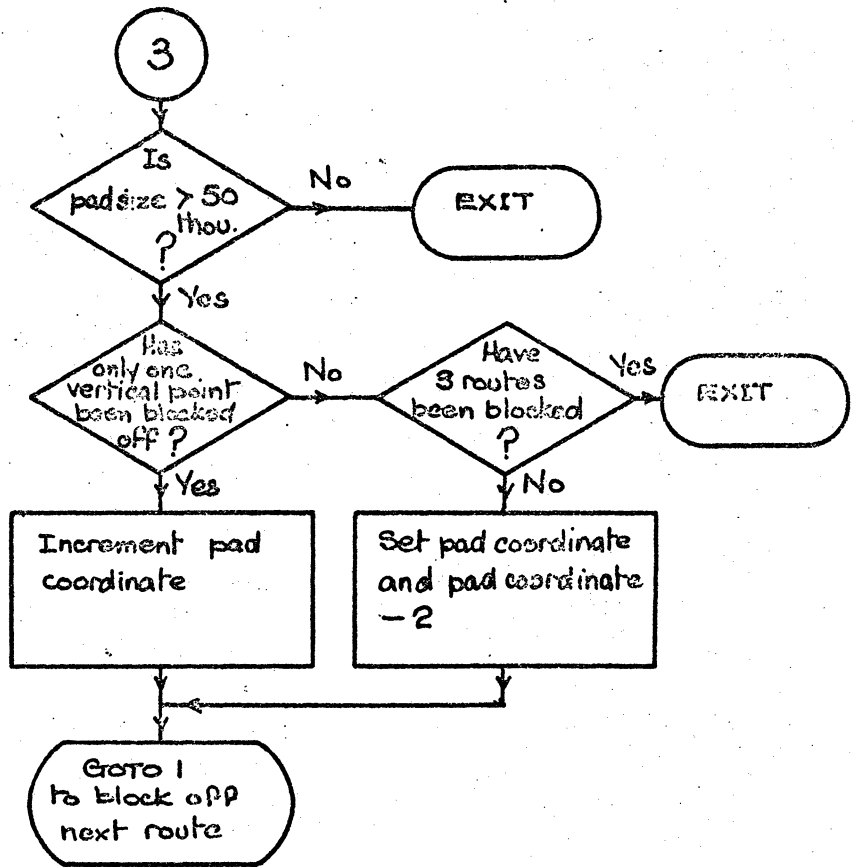 3
Is
padsize > 50
thou.
?
No
EXIT
Yes
Has
only one
vertical point
been blocked
off ?
No
Have
3 routes
been blocked
?
Yes
EXIT
Yes
No
Increment pad
coordinate
Set pad coordinate
and pad coordinate
-2
GOTO 1
to block off
next route